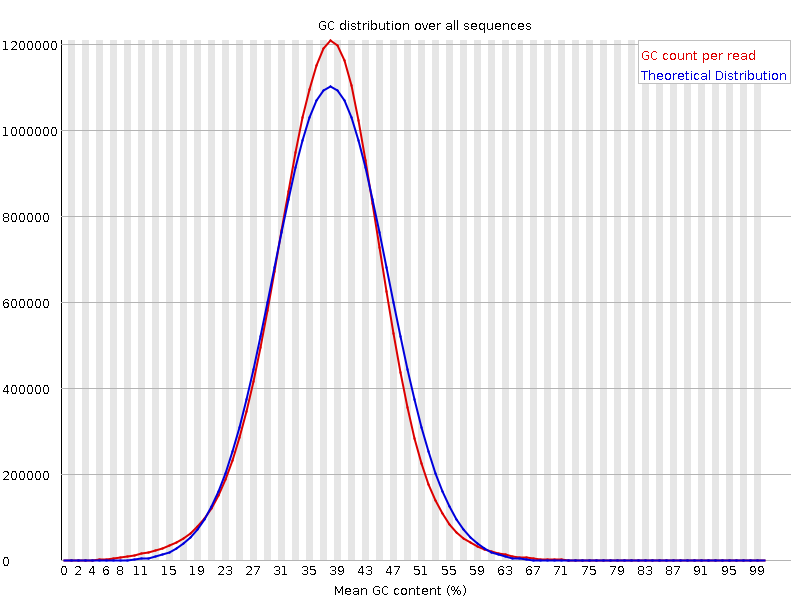 GC distribution over all sequences
GC count per read
Theoretical Distribution
1200000
1000000
800000
600000
400000
200000
0
0 2 4 6 8 11 15 19 23 27 31 35 39 43 47 51 55 59 63 67 71 75 79 83 87 91 95 99
Mean GC content (%)